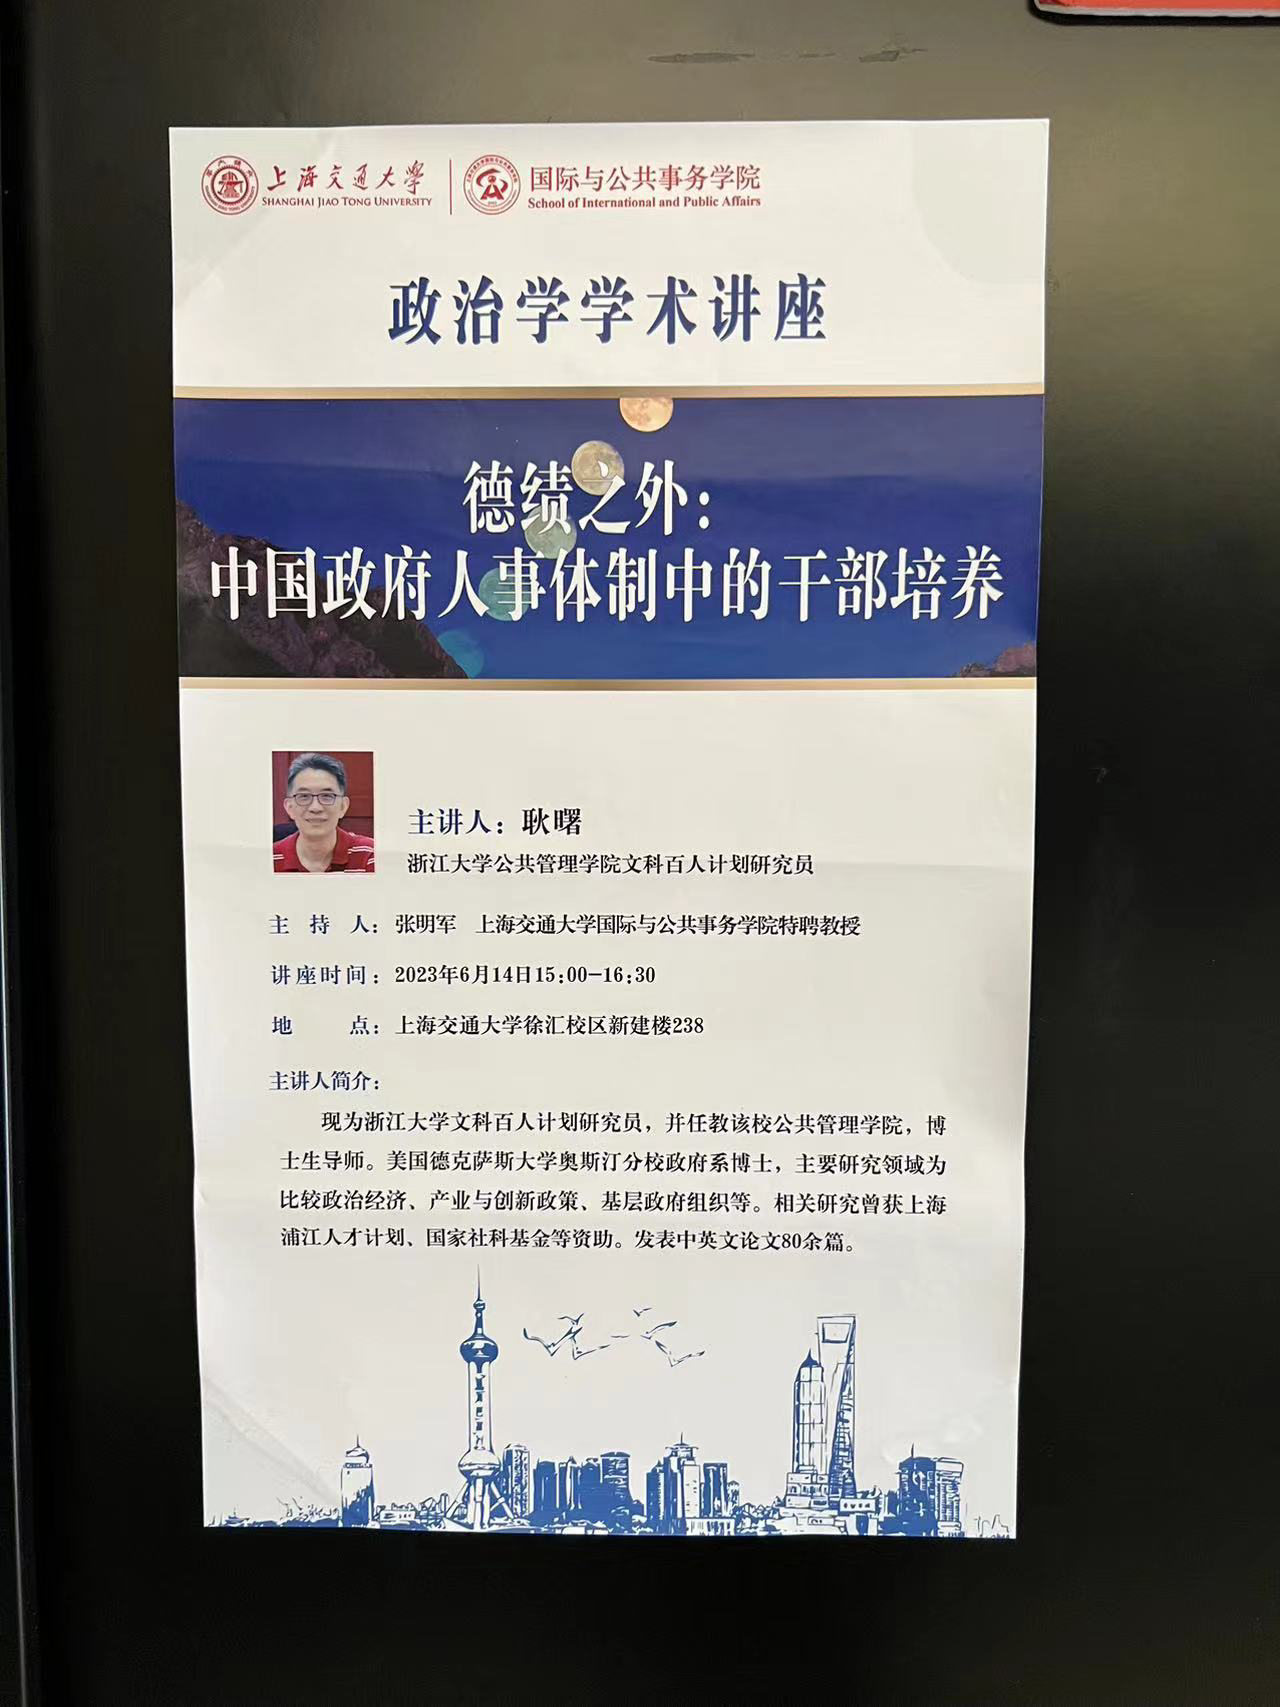 上海交通大学
SHANGHAI JIAO TONG UNIVERSITY
国际与公共事务学院
School of International and Public Affairs
政治学学术讲座
德绩之外：
中国政府人事体制中的干部培养
主讲人：耿曙
浙江大学公共管理学院文科百人计划研究员
主持人：张明军 上海交通大学国际与公共事务学院特聘教授
讲座时间：2023年6月14日15:00-16:30
地点：上海交通大学徐汇校区新建楼238
主讲人简介：
现为浙江大学文科百人计划研究员，并任教该校公共管理学院，博
士生导师。美国德克萨斯大学奥斯汀分校政府系博士，主要研究领域为
比较政治经济、产业与创新政策、基层政府组织等。相关研究曾获上海
浦江人才计划、国家社科基金等资助。发表中英文论文80余篇。